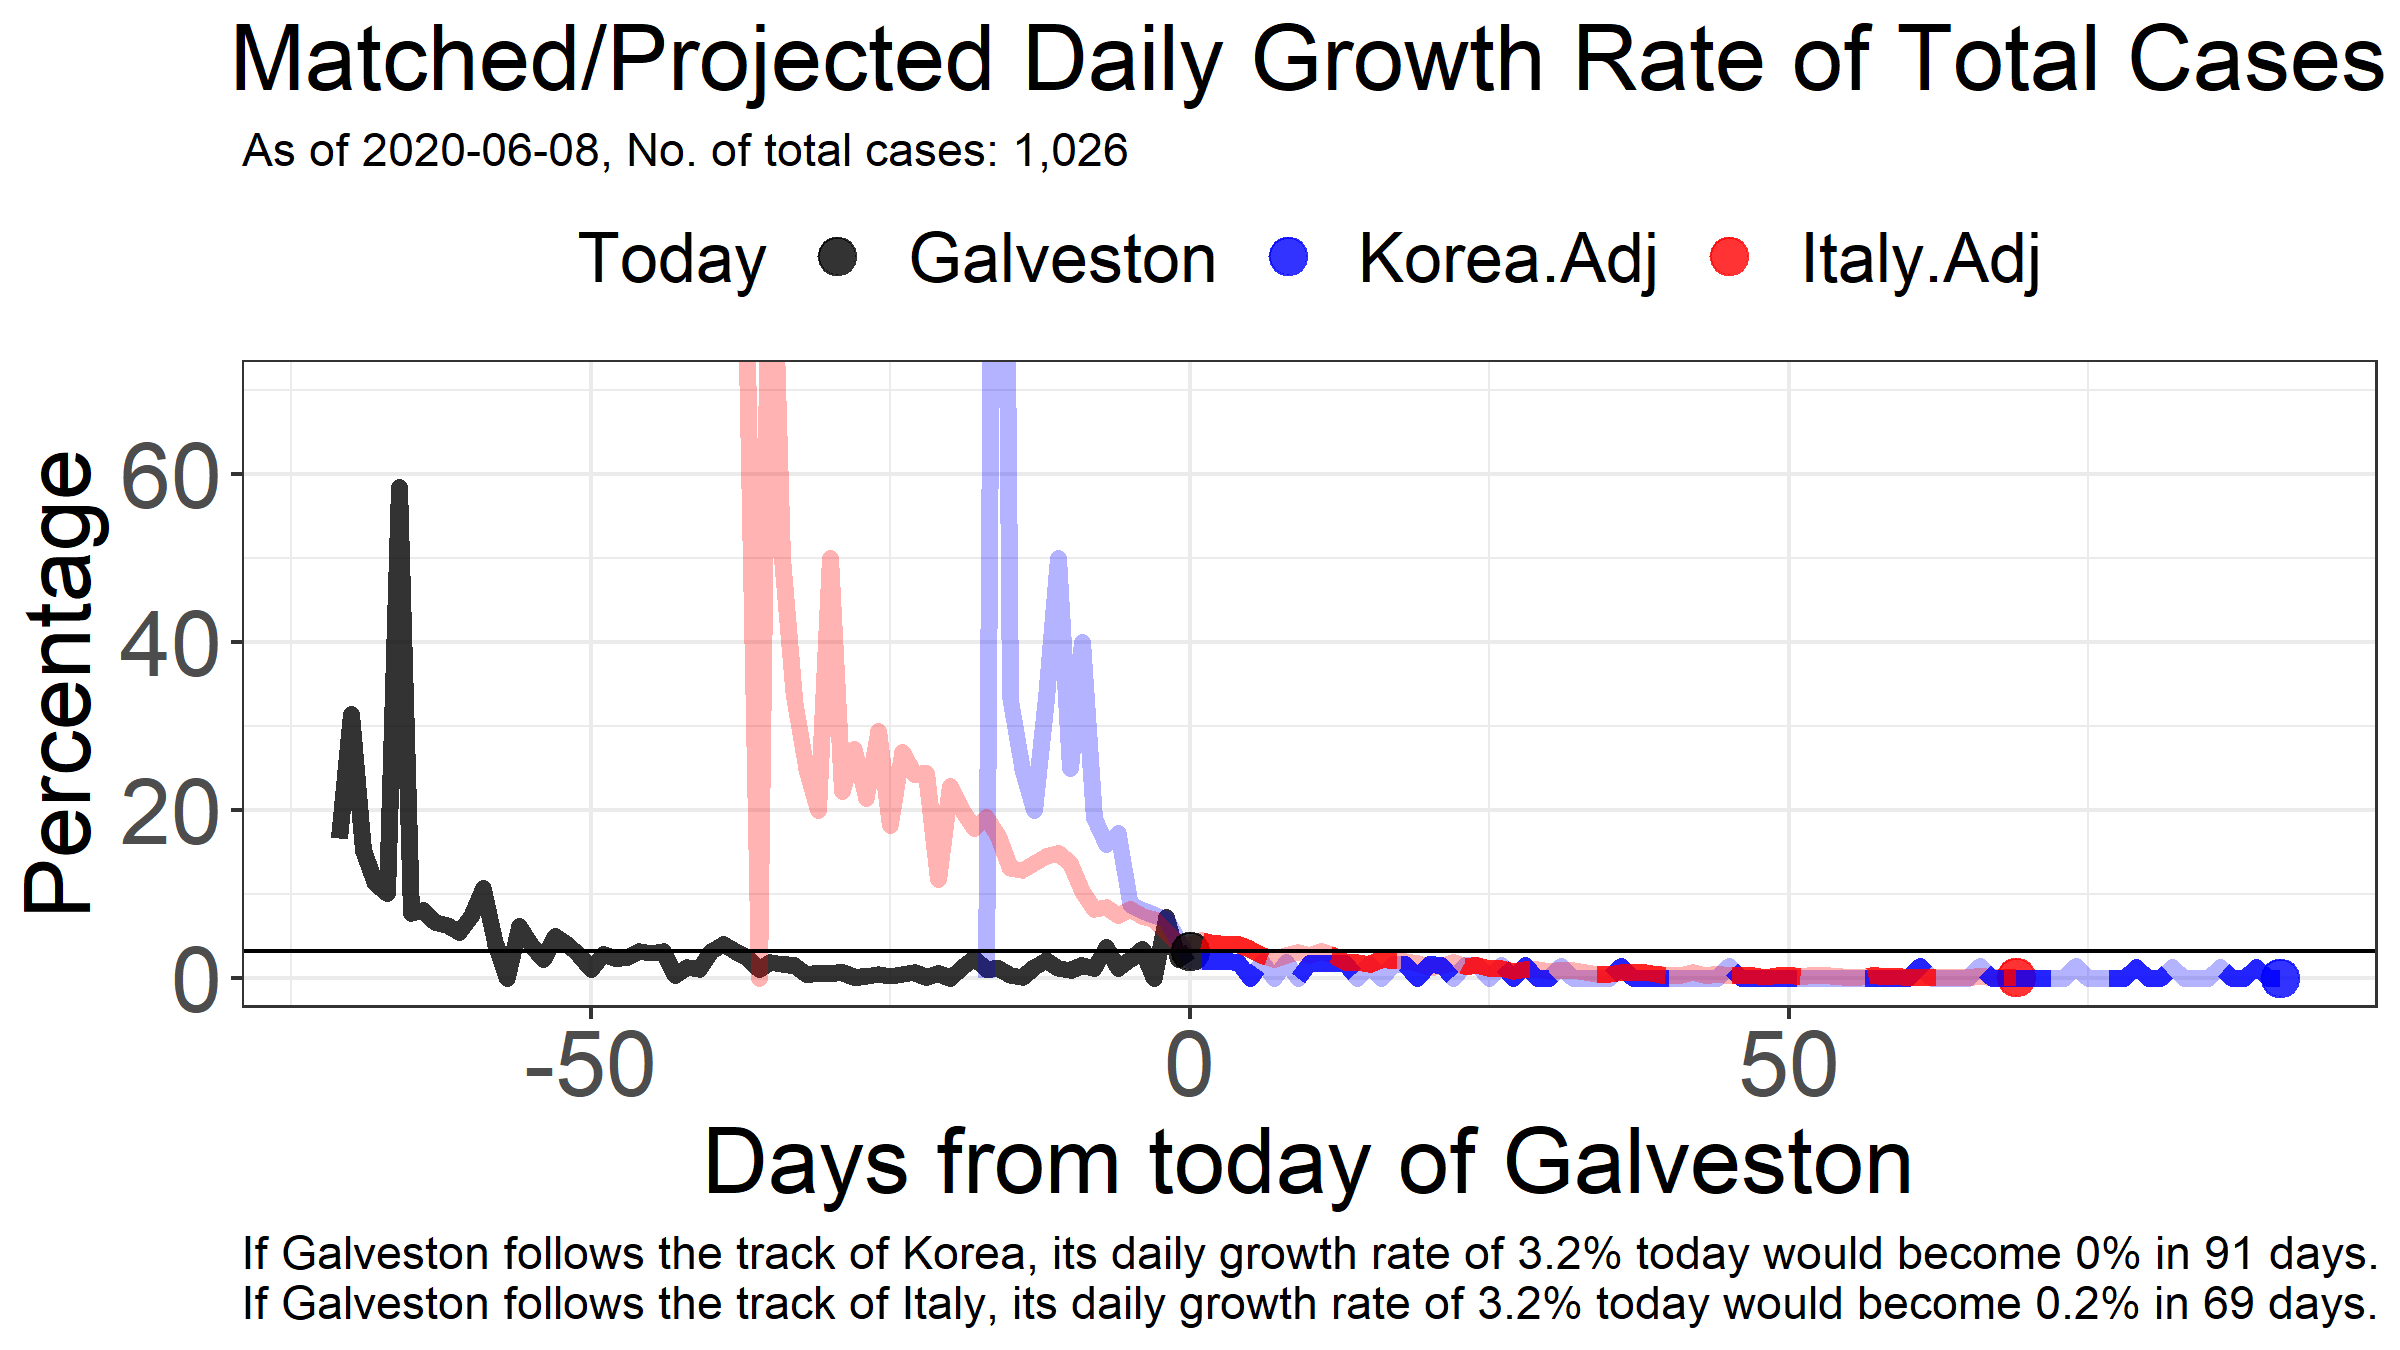 Matched/Projected Daily Growth Rate of Total Cases
As of 2020-06-08, No. of total cases: 1,026
Today Galveston Korea.Adj Italy.Adj
Percentage
60
40
20
0
-50 0 50
Days from today of Galveston
If Galveston follows the track of Korea, its daily growth rate of 3.2% today would become 0% in 91 days.
If Galveston follows the track of Italy, its daily growth rate of 3.2% today would become 0.2% in 69 days.